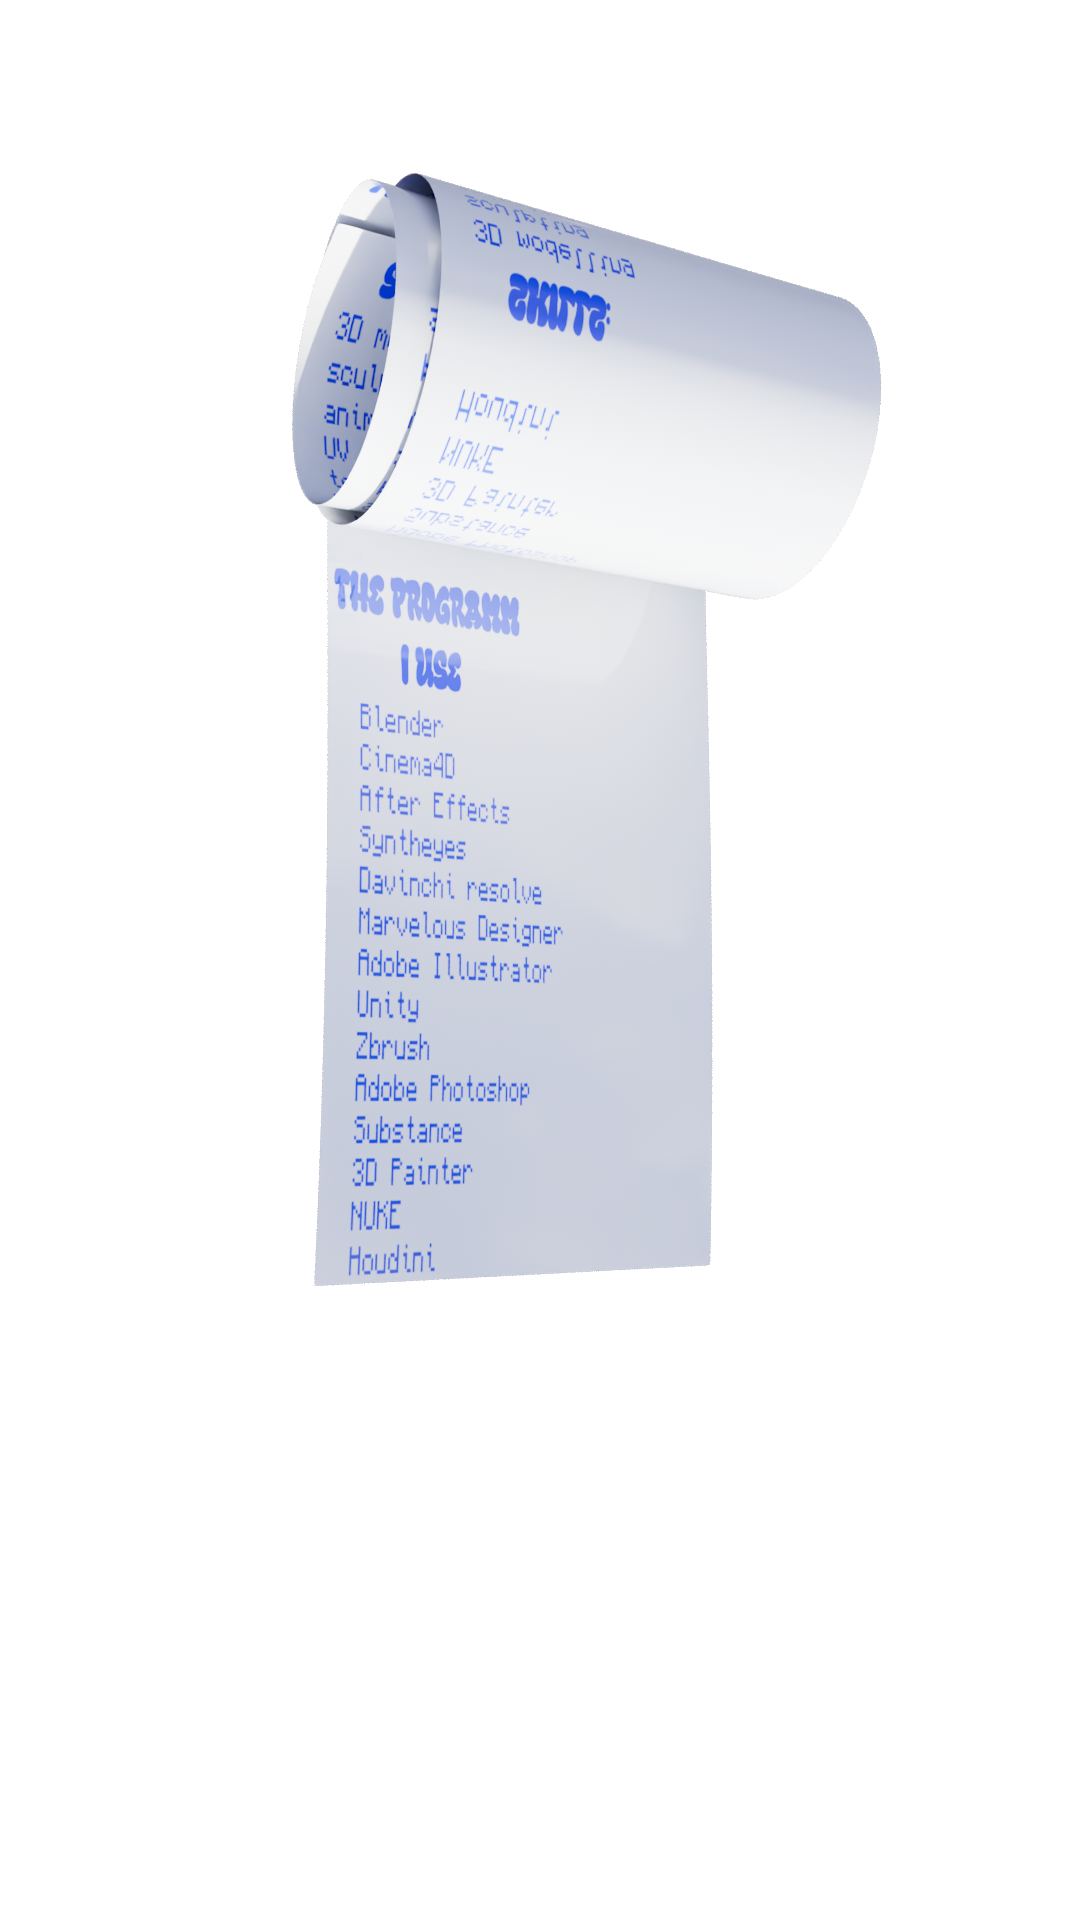 sculpting
3D modelling
SKILLS:
Houdini
NUKE
3D Painter
Substance
3D
UV
THE PROGRAMM
I USE
Blender
Cinema4D
After Effects
Syntheyes
Davinchi resolve
Marvelous Designer
Adobe Illustrator
Unity
Zbrush
Adobe Photoshop
Substance
3D Painter
NUKE
Houdini